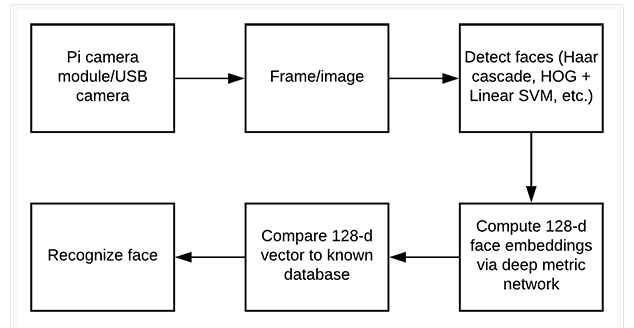 Pi camera
module/USB
camera
Frame/image
Detect faces (Haar
cascade, HOG +
Linear SVM, etc.)
Compute 128-d
face embeddings
via deep metric
network
Compare 128-d
vector to known
database
Recognize face